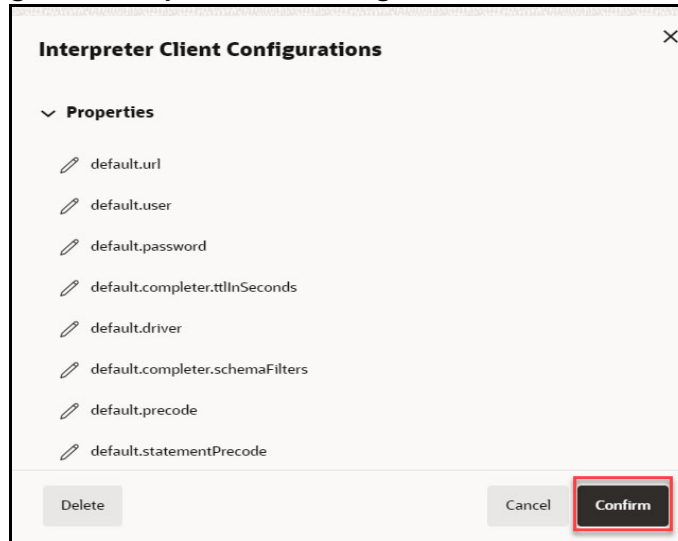 Interpreter Client Configurations
Properties
default.url
default.user
default.password
default.completer.ttlInSeconds
default.driver
default.completer.schemaFilters
default.precode
default.statementPrecode
Delete
Cancel
Confirm